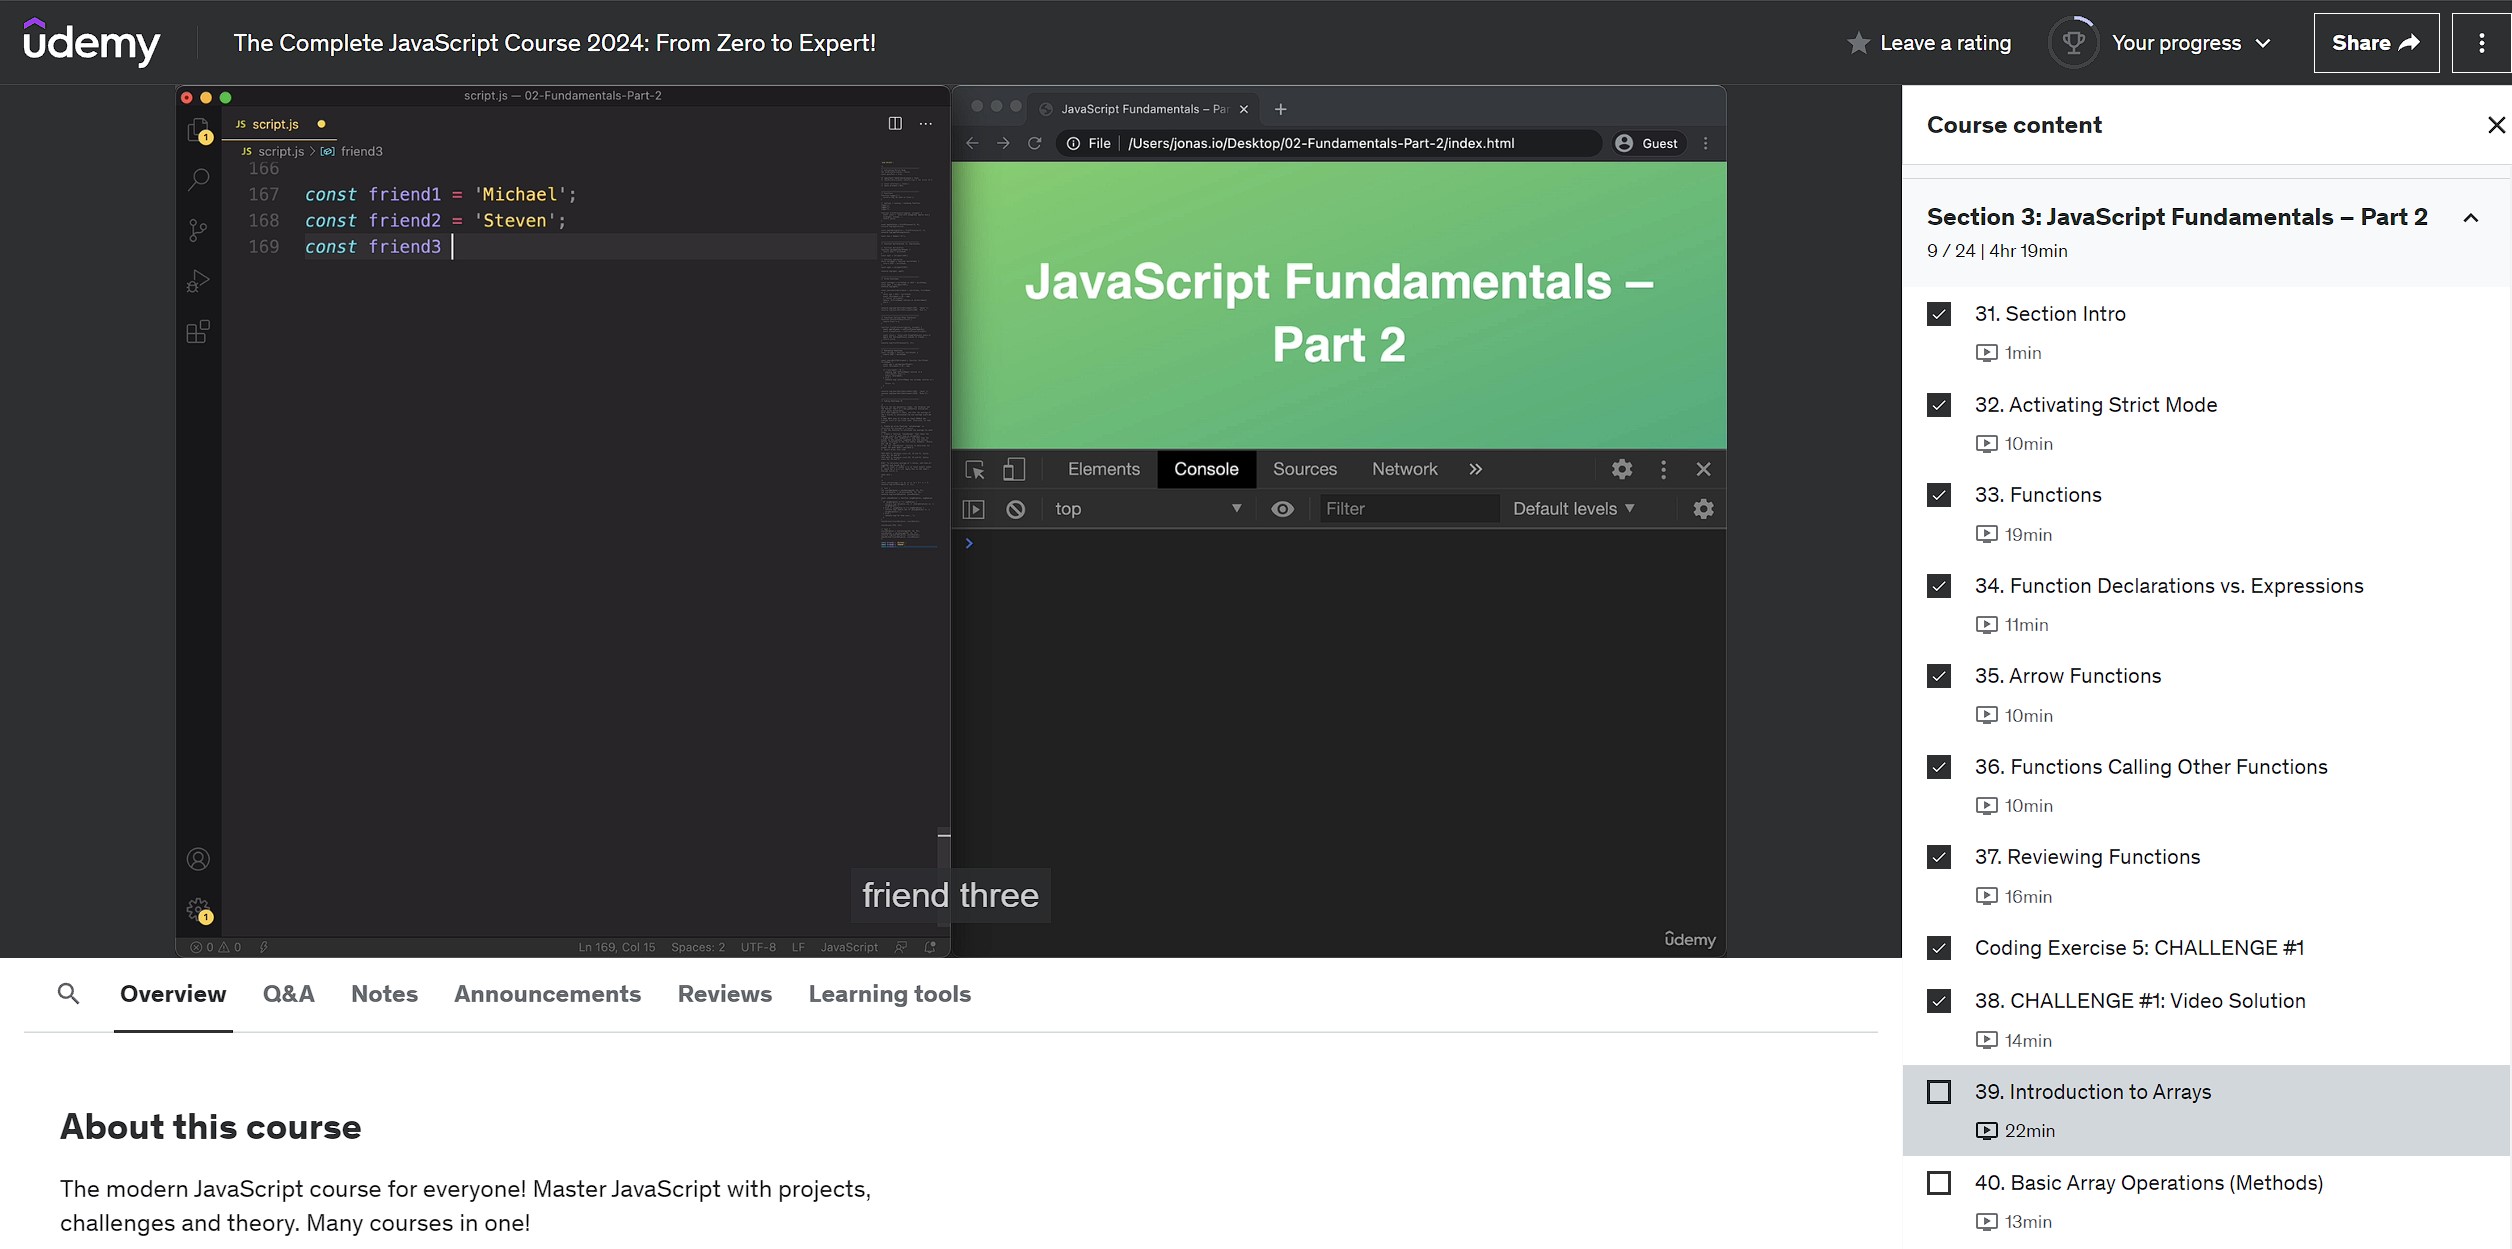 udemy
The Complete JavaScript Course 2024: From Zero to Expert!
Leave a rating
Your progress
Share
script.js — 02-Fundamentals-Part-2
JS script.js
JS script.js > friend3
166
167 const friend1 = 'Michael';
168 const friend2 = 'Steven';
169 const friend3
1
1
0 0
Ln 169, Col 15 Spaces: 2 UTF-8 LF JavaScript
JavaScript Fundamentals – Par
File | /Users/jonas.io/Desktop/02-Fundamentals-Part-2/index.html
Guest
JavaScript Fundamentals –
Part 2
Elements Console Sources Network
top Filter Default levels
friend three
udemy
Course content
Section 3: JavaScript Fundamentals – Part 2
9 / 24 | 4hr 19min
31. Section Intro
1min
32. Activating Strict Mode
10min
33. Functions
19min
34. Function Declarations vs. Expressions
11min
35. Arrow Functions
10min
36. Functions Calling Other Functions
10min
37. Reviewing Functions
16min
Coding Exercise 5: CHALLENGE #1
38. CHALLENGE #1: Video Solution
14min
39. Introduction to Arrays
22min
40. Basic Array Operations (Methods)
13min
Overview Q&A Notes Announcements Reviews Learning tools
About this course
The modern JavaScript course for everyone! Master JavaScript with projects,
challenges and theory. Many courses in one!